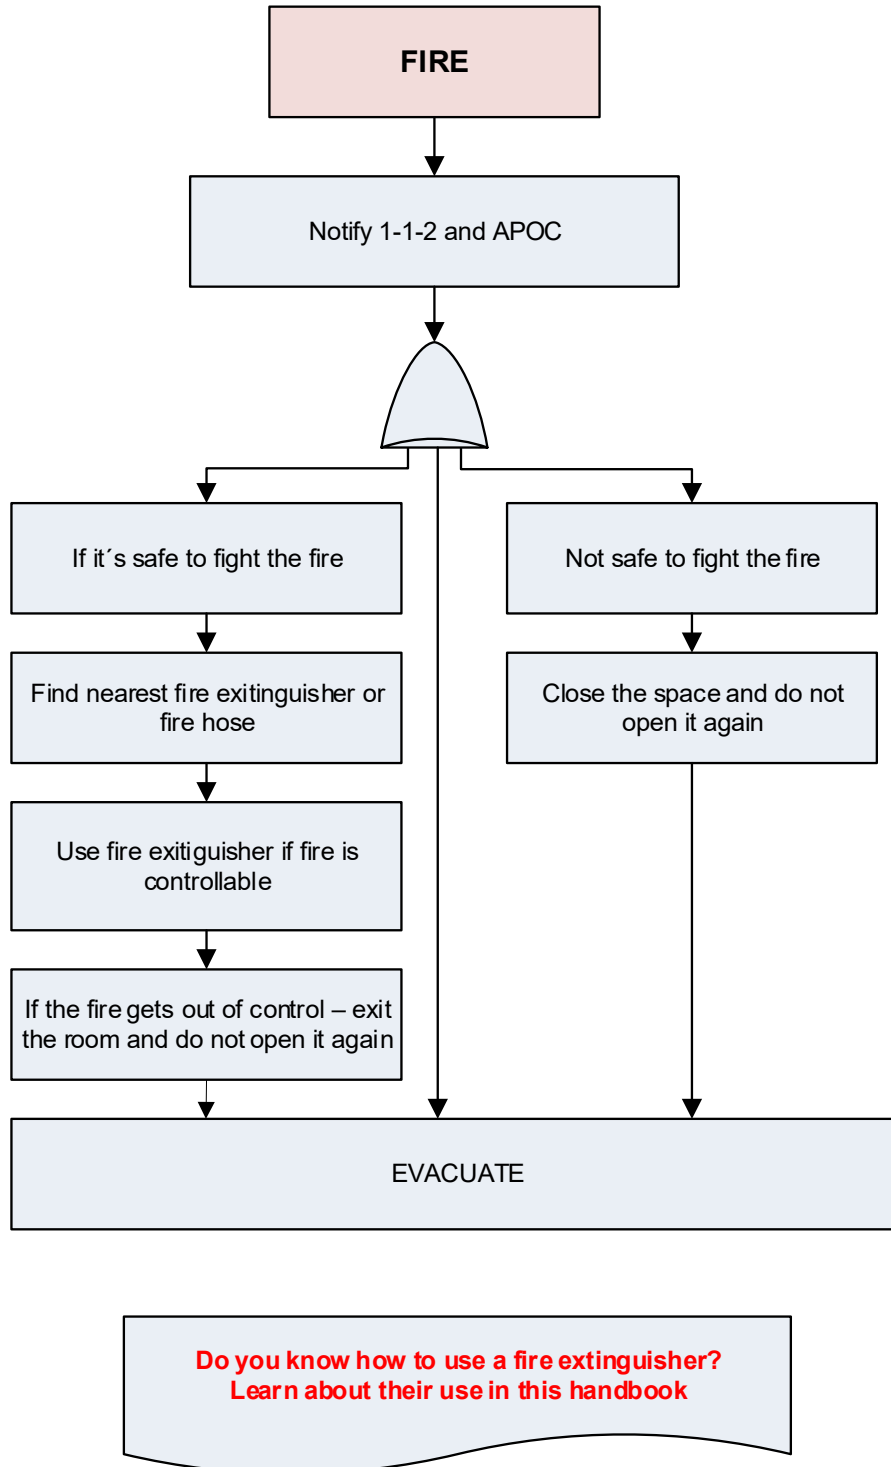 FIRE
Notify 1-1-2 and APOC
If it´s safe to fight the fire
Not safe to fight the fire
Find nearest fire exitinguisher or
fire hose
Close the space and do not
open it again
Use fire exitiguisher if fire is
controllable
If the fire gets out of control – exit
the room and do not open it again
EVACUATE
Do you know how to use a fire extinguisher?
Learn about their use in this handbook